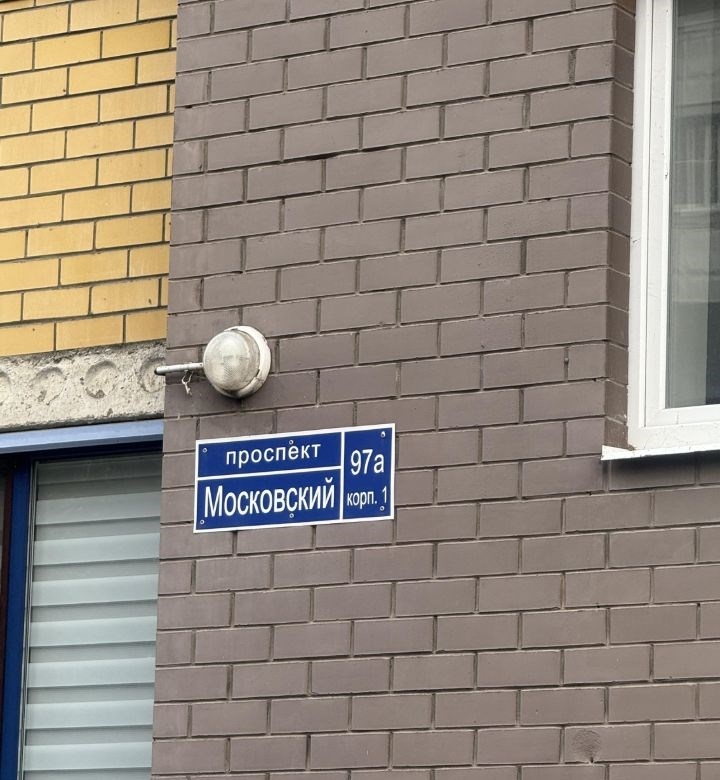 проспект
Московский
97а
корп. 1